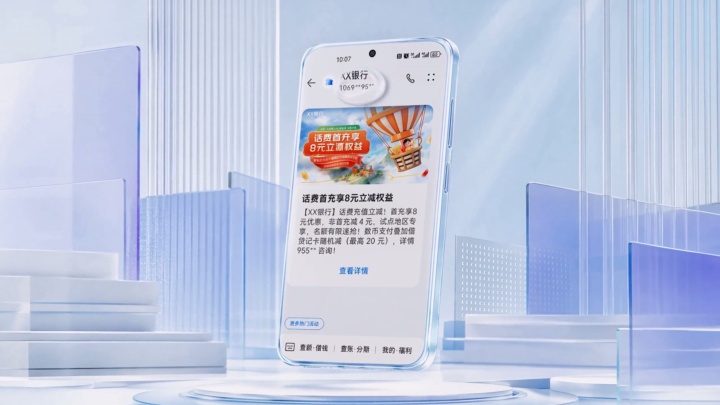 10:07
XX银行
1069**95**
话费首充享
8元立减权益
话费首充享8元立减权益
【XX银行】话费充值立减！首充享8
元优惠，非首充减4元，试点地区专
享，名额有限速抢！数币支付叠加借
贷记卡随机减（最高20元），详情
955** 咨询！
查看详情
更多热门活动
查额·借钱 查账·分期 我的·福利